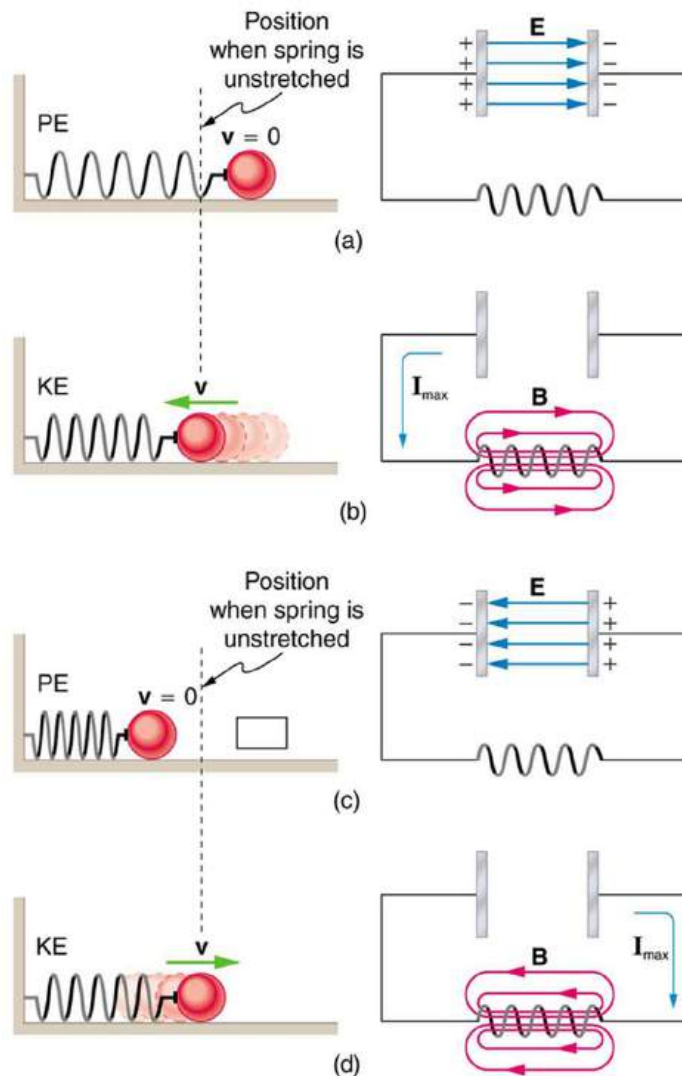 Position
when spring is
unstretched
PE
v = 0
E
+ −
+ −
+ −
+ −
(a)
KE
v
I max
B
(b)
Position
when spring is
unstretched
PE
v = 0
E
− +
− +
− +
− +
(c)
KE
v
I max
B
(d)